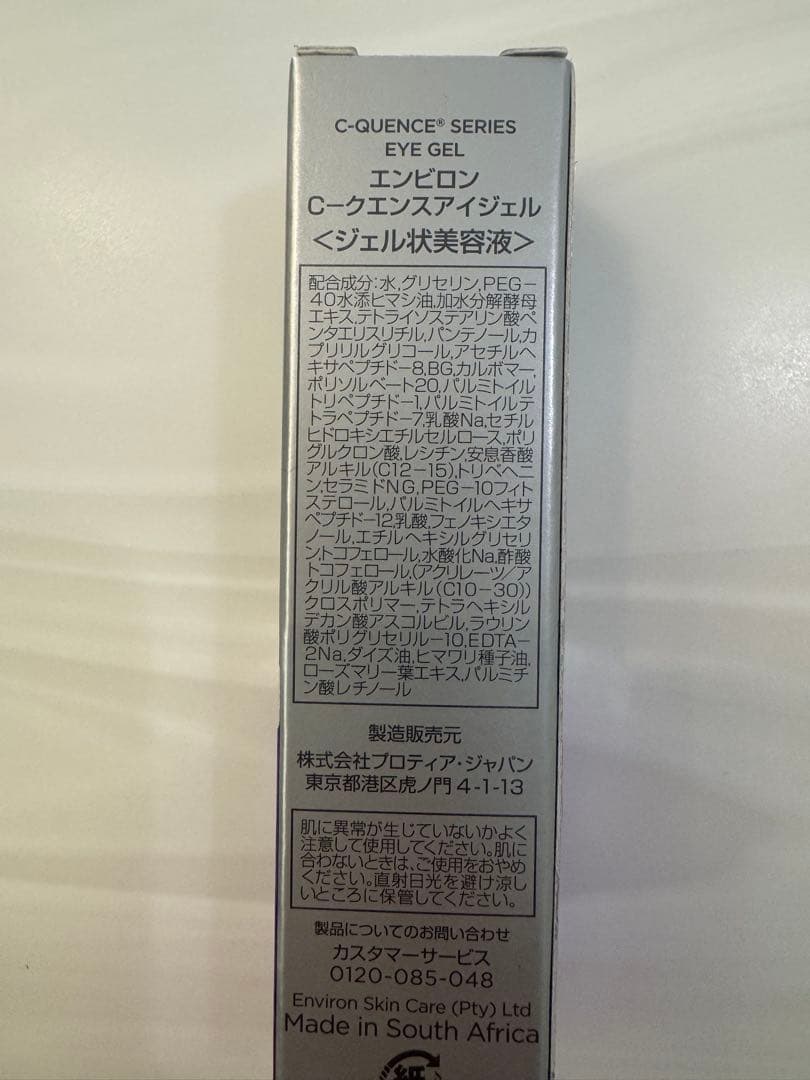 C-QUENCE® SERIES
EYE GEL
エンビロン
C-クエンスアイジェル
<ジェル状美容液>
配合成分:水,グリセリン,PEG-
40水添ヒマシ油,加水分解酵母
エキス,テトライソステアリン酸ペ
ンタエリスリチル,パンテノール,カ
プリリルグリコール,アセチルヘ
キサペプチド-8,BG,カルボマー,
ポリソルベート20,パルミトイル
トリペプチド-1,パルミトイルテ
トラペプチド-7,乳酸Na,セチル
ヒドロキシエチルセルロース,ポリ
グルクロン酸,レシチン,安息香酸
アルキル(C12-15),トリベヘニ
ン,セラミドNG,PEG-10フィト
ステロール,パルミトイルヘキサ
ペプチド-12,乳酸,フェノキシエタ
ノール,エチルヘキシルグリセリ
ン,トコフェロール,水酸化Na,酢酸
トコフェロール,(アクリレーツ/ア
クリル酸アルキル(C10-30))
クロスポリマー,テトラヘキシル
デカン酸アスコルビル,ラウリン
酸ポリグリセリル-10,EDTA-
2Na,ダイズ油,ヒマワリ種子油,
ローズマリー葉エキス,パルミチ
ン酸レチノール
製造販売元
株式会社プロティア・ジャパン
東京都港区虎ノ門4-1-13
肌に異常が生じていないかよく
注意して使用してください。肌に
合わないときは、ご使用をおやめ
ください。直射日光を避け涼し
いところに保管してください。
製品についてのお問い合わせ
カスタマーサービス
0120-085-048
Environ Skin Care (Pty) Ltd
Made in South Africa
紙